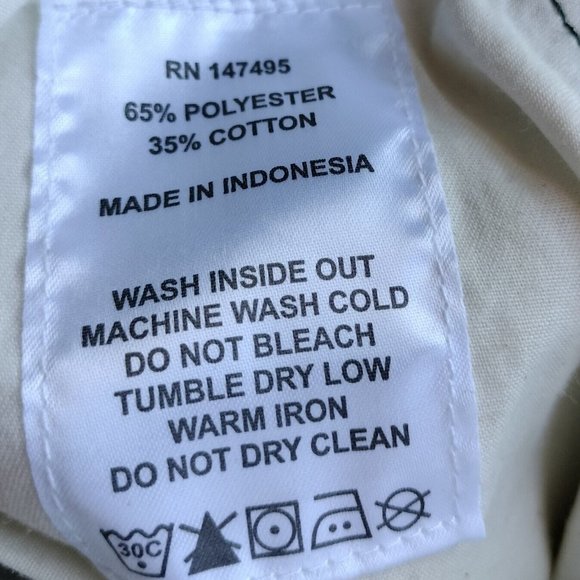 RN 147495
65% POLYESTER
35% COTTON
MADE IN INDONESIA
WASH INSIDE OUT
MACHINE WASH COLD
DO NOT BLEACH
TUMBLE DRY LOW
WARM IRON
DO NOT DRY CLEAN
30C